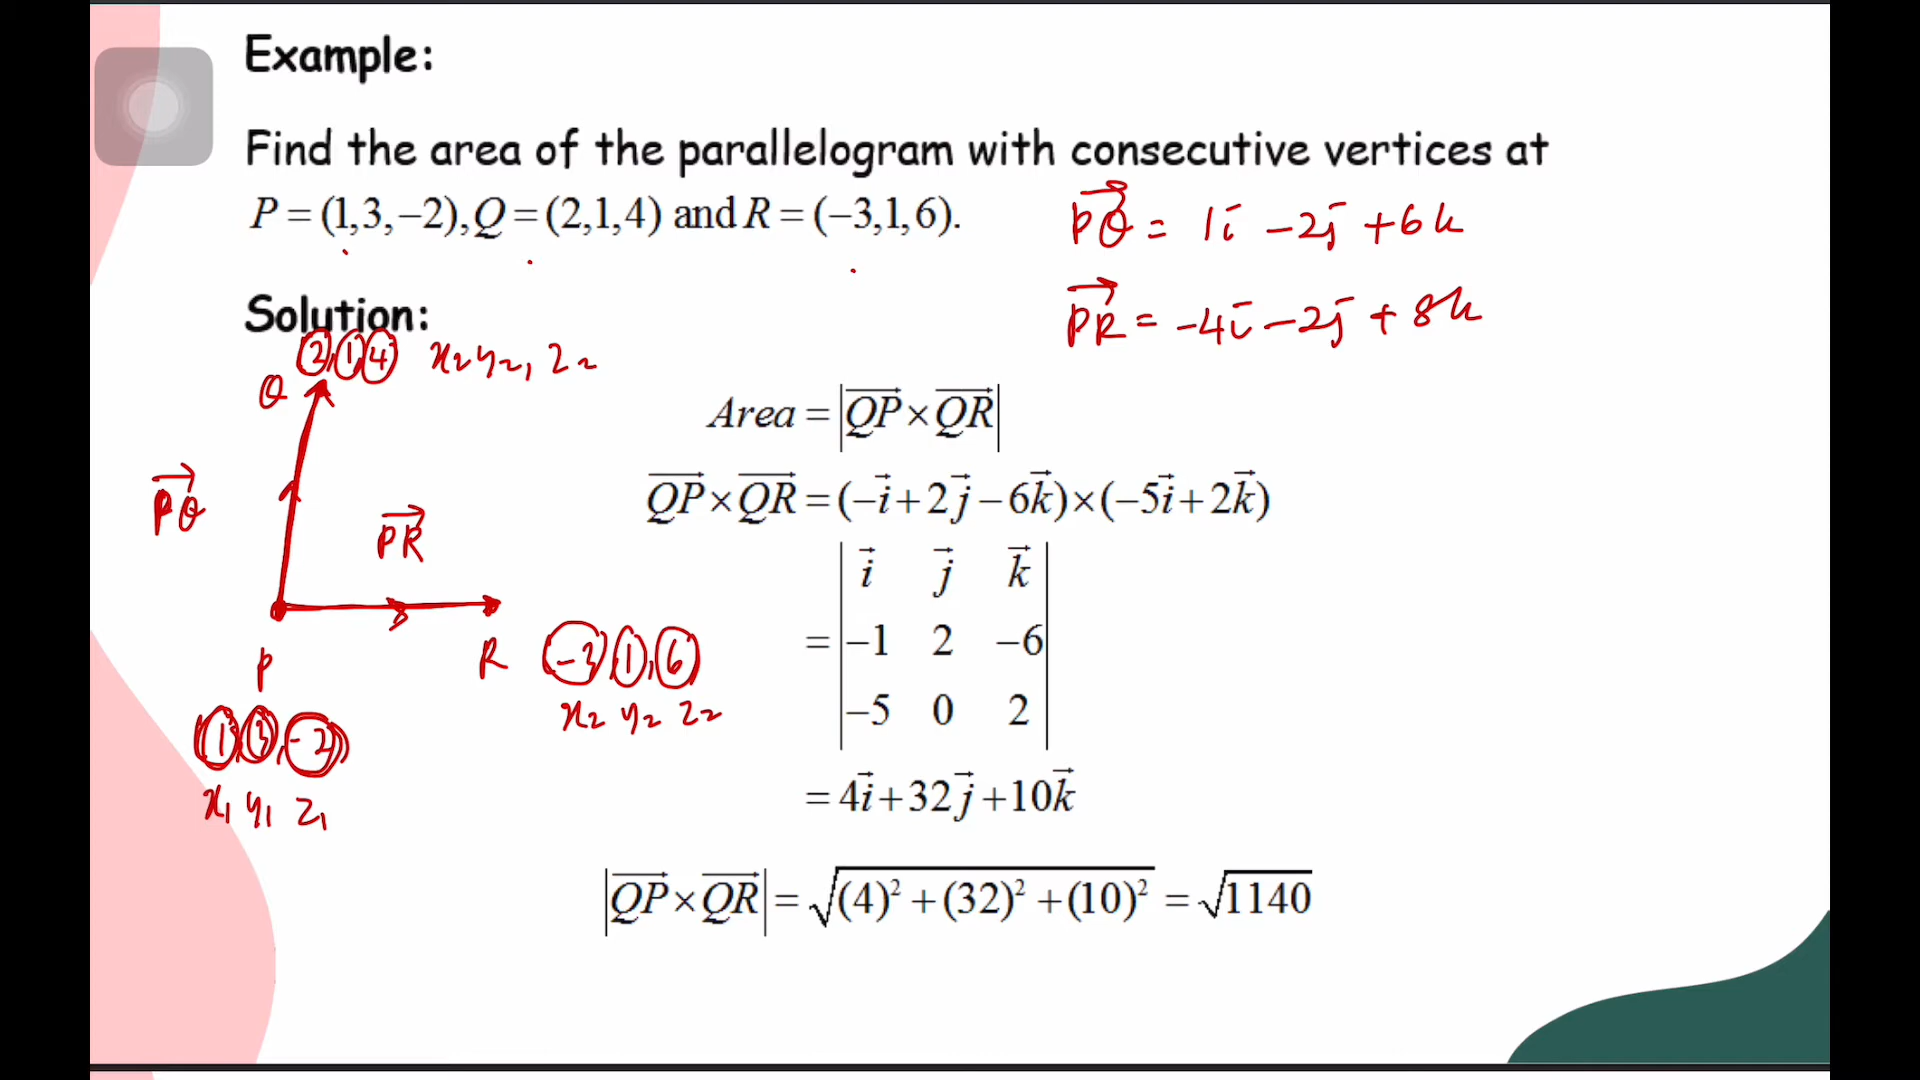 Example:
Find the area of the parallelogram with consecutive vertices at
P = (1,3,−2), Q = (2,1,4) and R = (−3,1,6).
PQ⃗ = 1i − 2j + 6k
PR⃗ = −4i − 2j + 8k
Solution:
(2,1,4) x₂ y₂, z₂
Q
Area = |QP⃗ × QR⃗|
PQ⃗
QP⃗ × QR⃗ = (−i⃗ + 2j⃗ − 6k⃗) × (−5i⃗ + 2k⃗)
PR⃗
= | i⃗ j⃗ k⃗ |
| −1 2 −6 |
| −5 0 2 |
P
R (−3,1,6)
x₂ y₂ z₂
(1,3,−2)
x₁ y₁ z₁
= 4i⃗ + 32j⃗ + 10k⃗
|QP⃗ × QR⃗| = √((4)² + (32)² + (10)²) = √1140